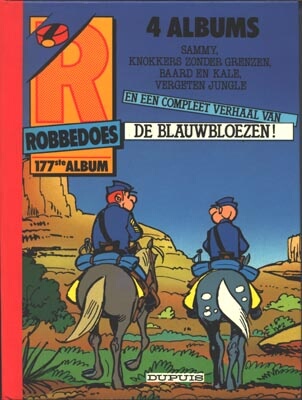 R
ROBBEDOES
177ste ALBUM
4 ALBUMS
SAMMY,
KNOKKERS ZONDER GRENZEN,
BAARD EN KALE,
VERGETEN JUNGLE
EN EEN COMPLEET VERHAAL VAN
DE BLAUWBLOEZEN!
DUPUIS